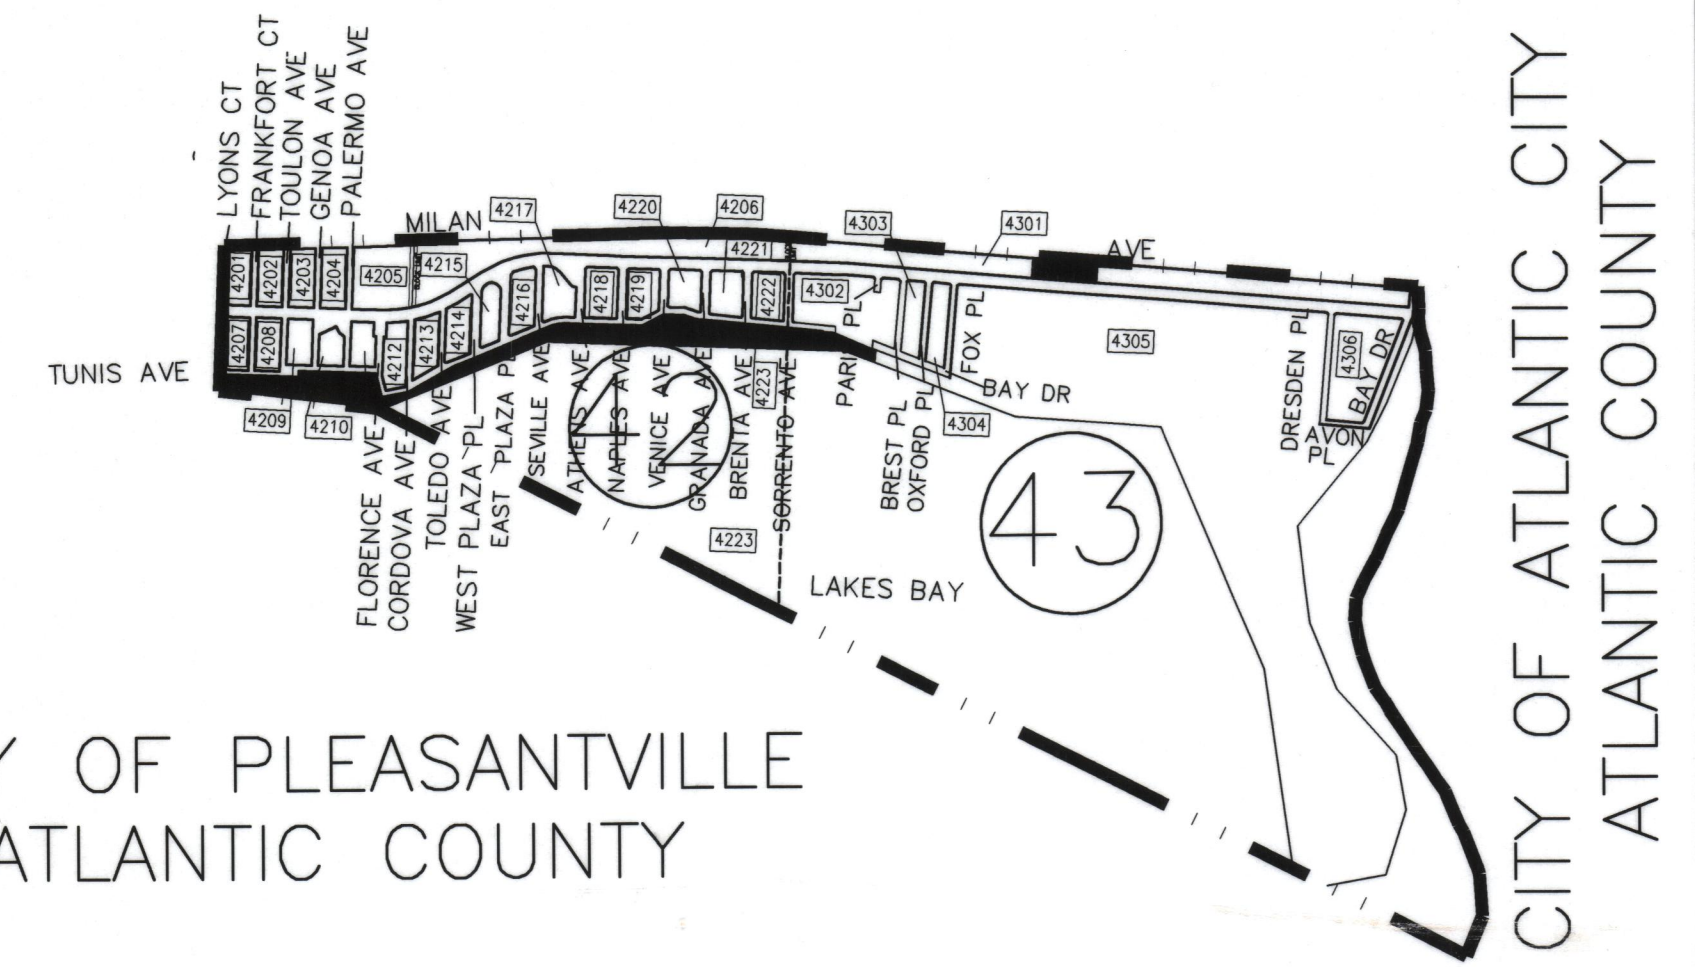 LYONS CT
FRANKFORT CT
TOULON AVE
GENOA AVE
PALERMO AVE
MILAN
AVE
4217
4220
4206
4303
4301
4221
4201
4202
4203
4204
4205
4215
4216
4218
4219
4222
4302
4207
4208
4212
4213
4214
4305
4306
TUNIS AVE
4209
4210
FLORENCE AVE
CORDOVA AVE
TOLEDO AVE
WEST PLAZA PL
EAST PLAZA PL
SEVILLE AVE
ATHENS AVE
NAPLES AVE
VENICE AVE
GRANADA AVE
BRENTA AVE
4223
SORRENTO AVE
PARI PL
BREST PL
OXFORD PL
FOX PL
BAY DR
4304
DRESDEN PL
BAY DR
AVON
PL
42
43
4223
LAKES BAY
Y OF PLEASANTVILLE
ATLANTIC COUNTY
CITY OF ATLANTIC CITY
ATLANTIC COUNTY